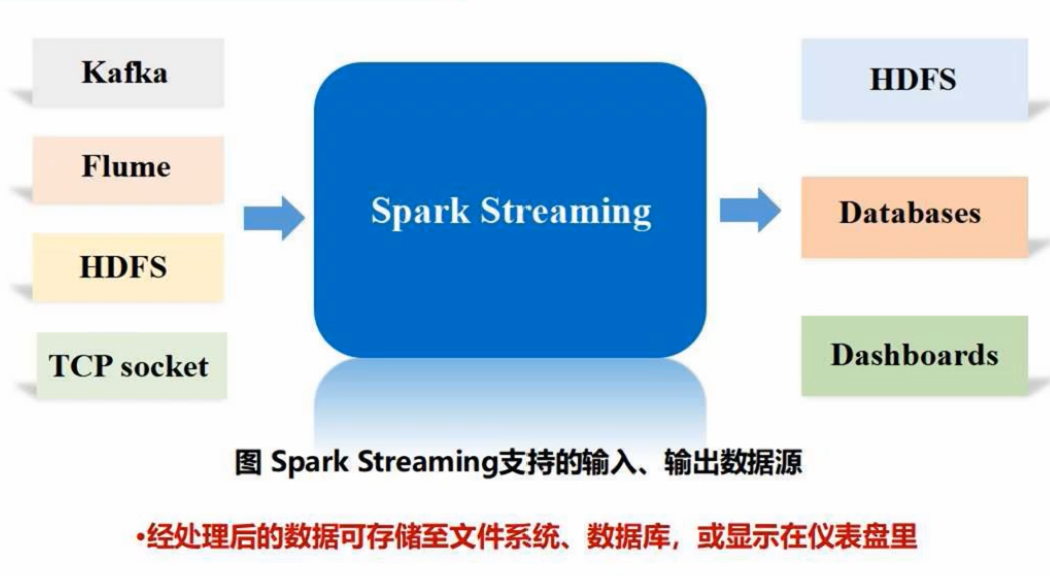 Kafka
Flume
HDFS
TCP socket
Spark Streaming
HDFS
Databases
Dashboards
图 Spark Streaming支持的输入、输出数据源
•经处理后的数据可存储至文件系统、数据库，或显示在仪表盘里